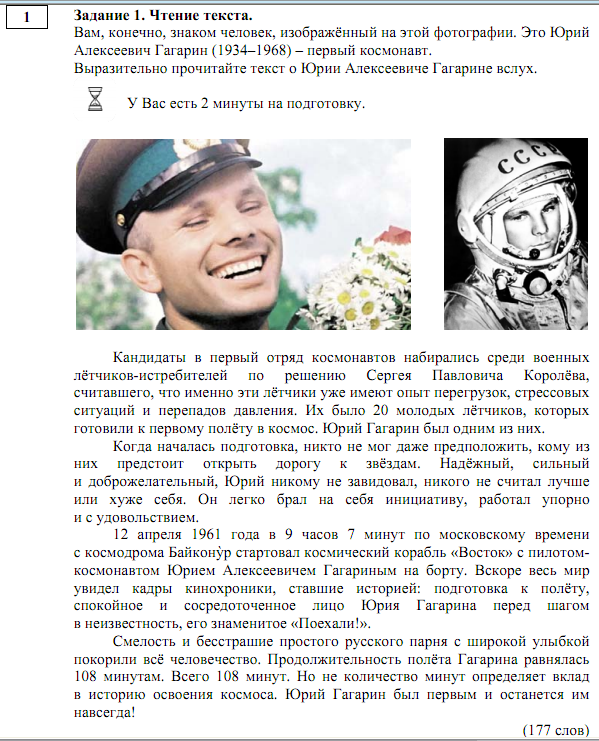 1
Задание 1. Чтение текста.
Вам, конечно, знаком человек, изображённый на этой фотографии. Это Юрий
Алексеевич Гагарин (1934–1968) – первый космонавт.
Выразительно прочитайте текст о Юрии Алексеевиче Гагарине вслух.
У Вас есть 2 минуты на подготовку.
СССР
Кандидаты в первый отряд космонавтов набирались среди военных
лётчиков-истребителей по решению Сергея Павловича Королёва,
считавшего, что именно эти лётчики уже имеют опыт перегрузок, стрессовых
ситуаций и перепадов давления. Их было 20 молодых лётчиков, которых
готовили к первому полёту в космос. Юрий Гагарин был одним из них.
Когда началась подготовка, никто не мог даже предположить, кому из
них предстоит открыть дорогу к звёздам. Надёжный, сильный
и доброжелательный, Юрий никому не завидовал, никого не считал лучше
или хуже себя. Он легко брал на себя инициативу, работал упорно
и с удовольствием.
12 апреля 1961 года в 9 часов 7 минут по московскому времени
с космодрома Байкону̀р стартовал космический корабль «Восток» с пилотом-
космонавтом Юрием Алексеевичем Гагариным на борту. Вскоре весь мир
увидел кадры кинохроники, ставшие историей: подготовка к полёту,
спокойное и сосредоточенное лицо Юрия Гагарина перед шагом
в неизвестность, его знаменитое «Поехали!».
Смелость и бесстрашие простого русского парня с широкой улыбкой
покорили всё человечество. Продолжительность полёта Гагарина равнялась
108 минутам. Всего 108 минут. Но не количество минут определяет вклад
в историю освоения космоса. Юрий Гагарин был первым и останется им
навсегда!
(177 слов)